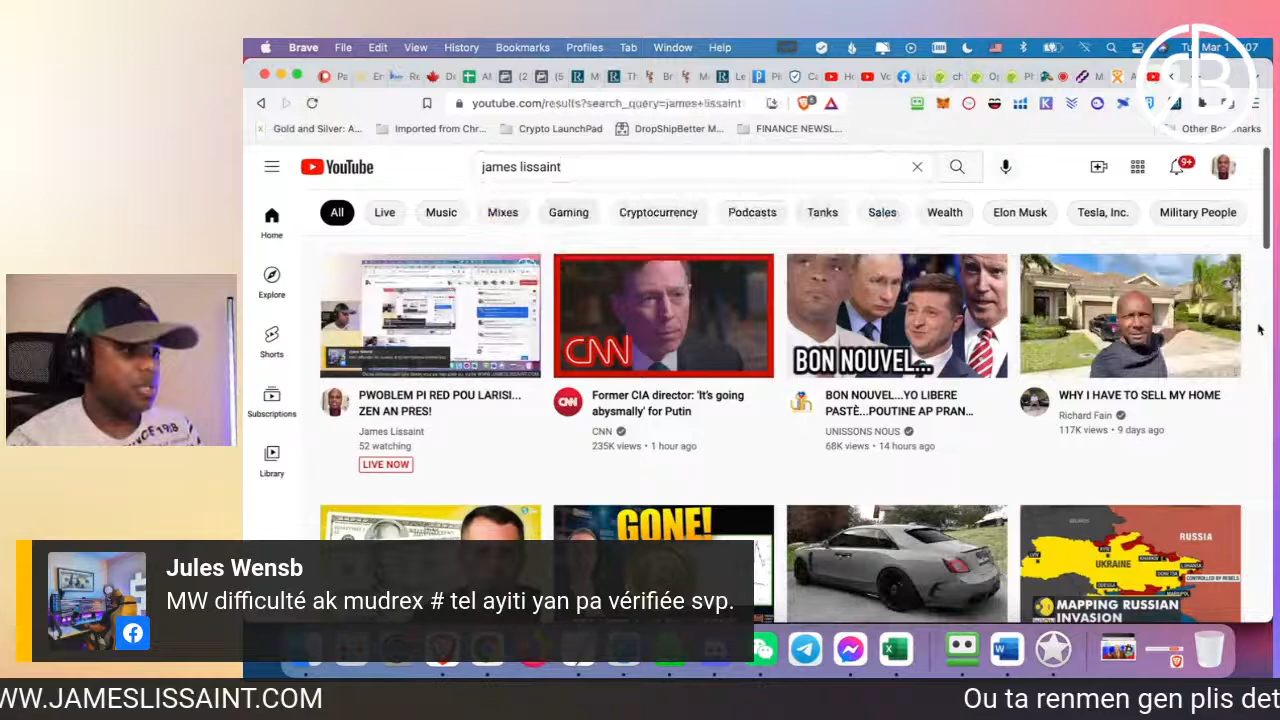 Brave File Edit View History Bookmarks Profiles Tab Window Help
youtube.com/results?search_query=james+lissaint
Gold and Silver: A... Imported from Chr... Crypto LaunchPad DropShipBetter M... FINANCE NEWSL... Other Bookmarks
YouTube
james lissaint
9+
All Live Music Mixes Gaming Cryptocurrency Podcasts Tanks Sales Wealth Elon Musk Tesla, Inc. Military People
Home
Explore
Shorts
Subscriptions
Library
CNN
BON NOUVEL...
PWOBLEM PI RED POU LARISI...
ZEN AN PRES!
James Lissaint
52 watching
LIVE NOW
CNN
Former CIA director: 'It's going
abysmally' for Putin
CNN
235K views • 1 hour ago
BON NOUVEL...YO LIBERE
PASTÈ...POUTINE AP PRAN...
UNISSONS NOUS
68K views • 14 hours ago
WHY I HAVE TO SELL MY HOME
Richard Fain
117K views • 9 days ago
GONE!
RUSSIA
UKRAINE
MAPPING RUSSIAN
INVASION
Jules Wensb
MW difficulté ak mudrex # tél ayiti yan pa vérifiée svp.
WW.JAMESLISSAINT.COM
Ou ta renmen gen plis det